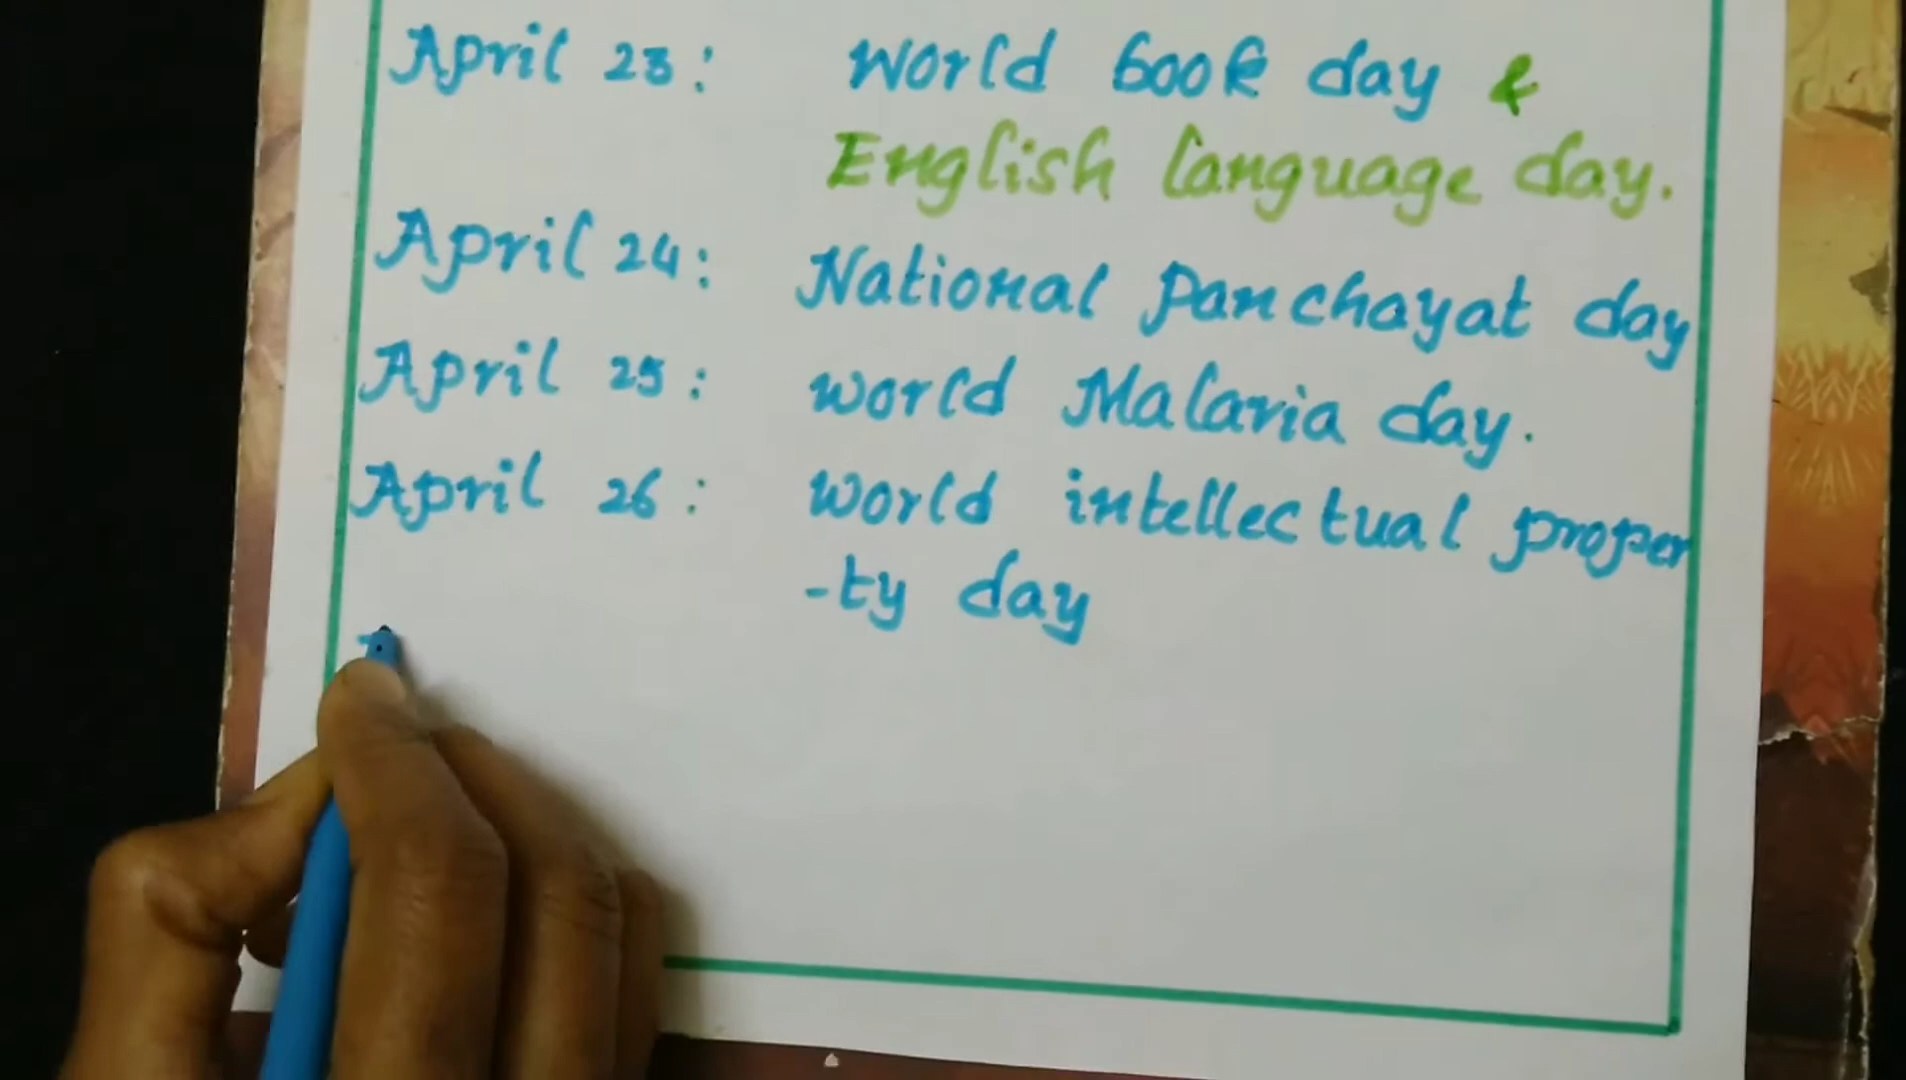 April 23: World book day &
English language day.
April 24: National Panchayat day
April 25: world Malaria day.
April 26: world intellectual proper
-ty day